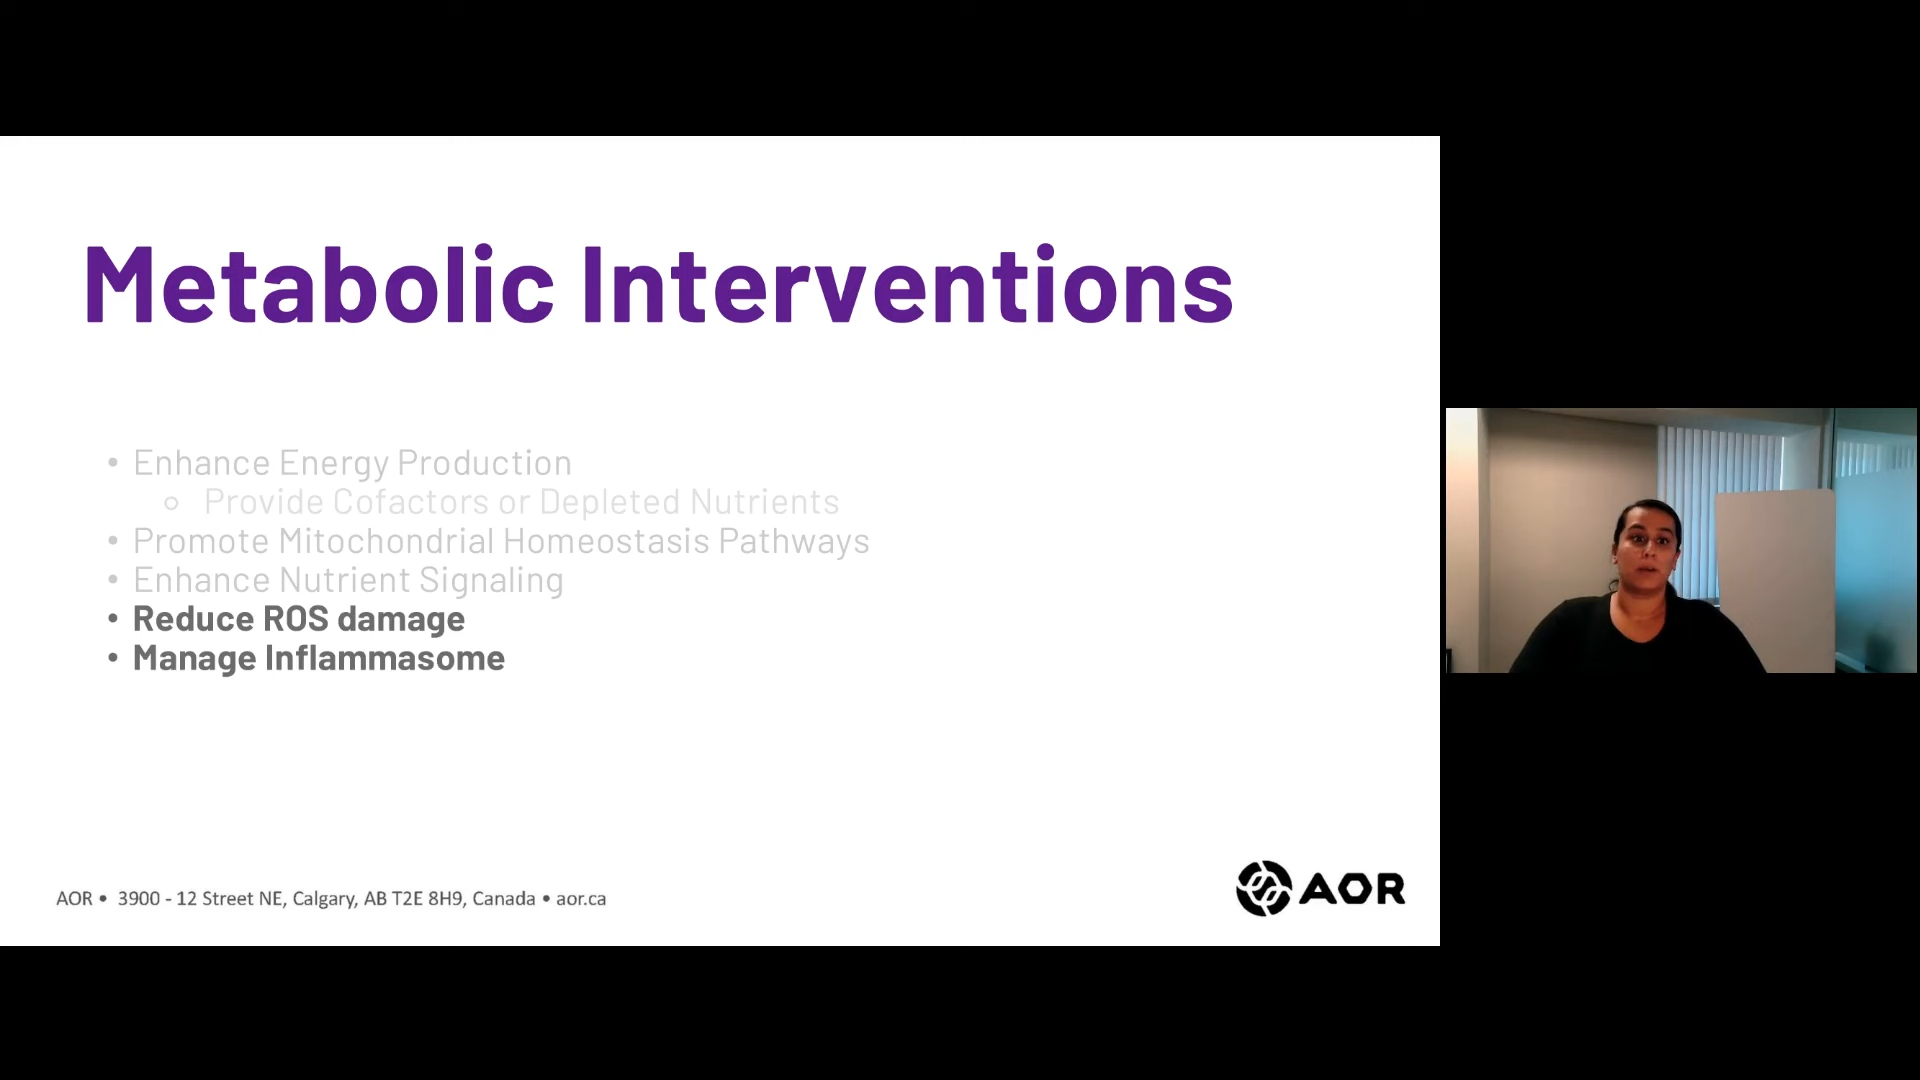 Metabolic Interventions
• Enhance Energy Production
○ Provide Cofactors or Depleted Nutrients
• Promote Mitochondrial Homeostasis Pathways
• Enhance Nutrient Signaling
• Reduce ROS damage
• Manage Inflammasome
AOR • 3900 - 12 Street NE, Calgary, AB T2E 8H9, Canada • aor.ca
AOR